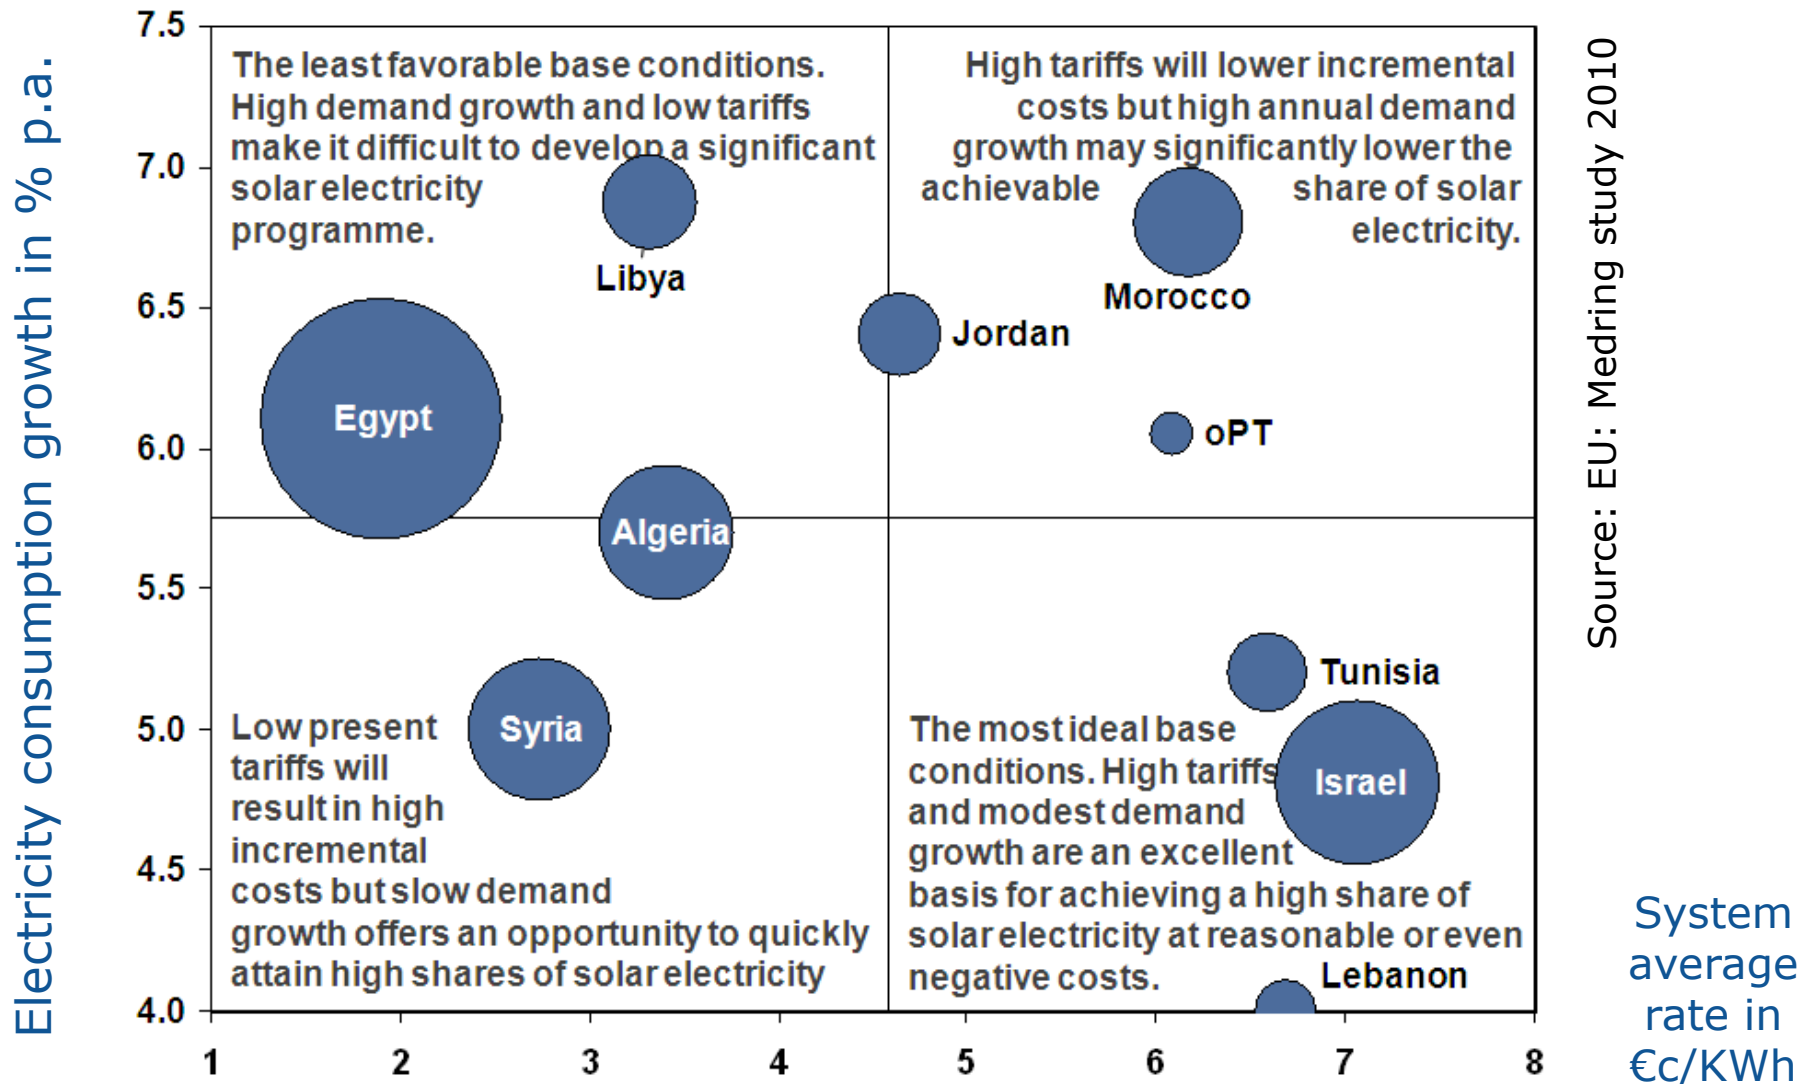 Electricity consumption growth in % p.a.
7.5
7.0
6.5
6.0
5.5
5.0
4.5
4.0
The least favorable base conditions.
High demand growth and low tariffs
make it difficult to develop a significant
solar electricity
programme.
High tariffs will lower incremental
costs but high annual demand
growth may significantly lower the
achievable share of solar
electricity.
Libya
Morocco
Jordan
Egypt
oPT
Algeria
Tunisia
Syria
Israel
Low present
tariffs will
result in high
incremental
costs but slow demand
growth offers an opportunity to quickly
attain high shares of solar electricity
The most ideal base
conditions. High tariffs
and modest demand
growth are an excellent
basis for achieving a high share of
solar electricity at reasonable or even
negative costs.
Lebanon
1 2 3 4 5 6 7 8
Source: EU: Medring study 2010
System
average
rate in
€c/KWh